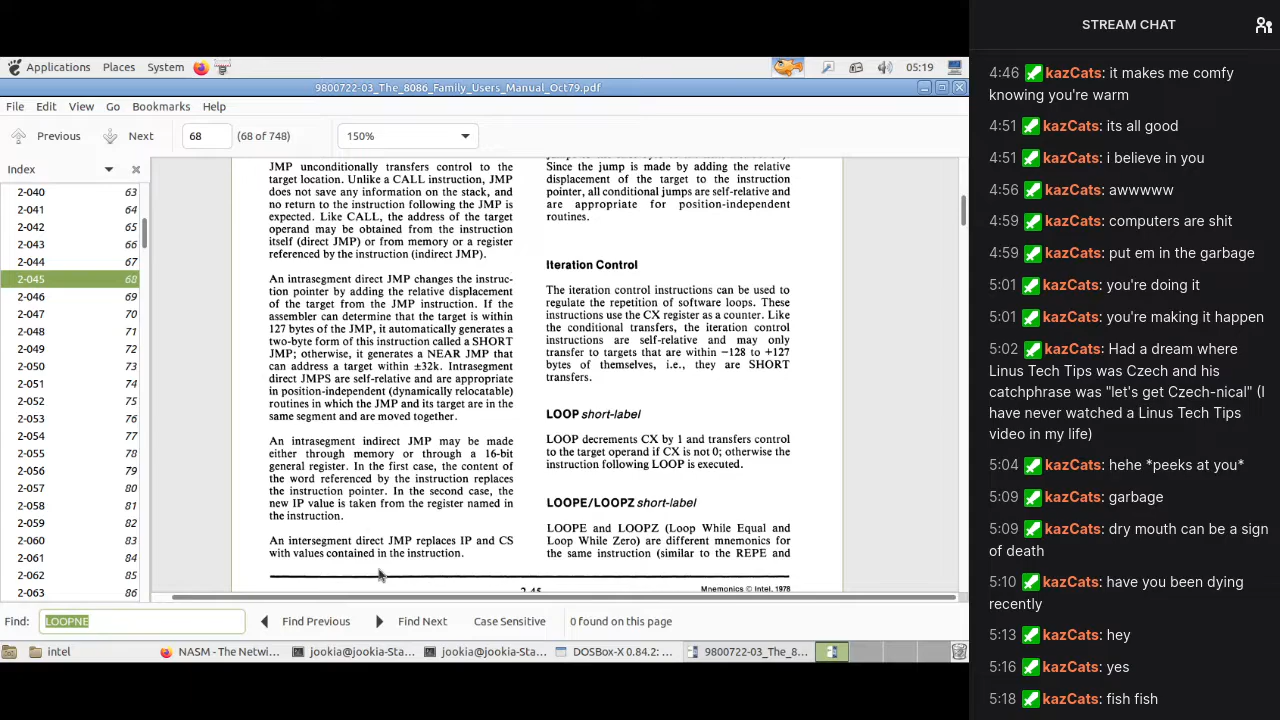 Applications Places System 05:19
9800722-03_The_8086_Family_Users_Manual_Oct79.pdf
File Edit View Go Bookmarks Help
Previous Next 68 (68 of 748) 150%
Index
2-040 63
2-041 64
2-042 65
2-043 66
2-044 67
2-045 68
2-046 69
2-047 70
2-048 71
2-049 72
2-050 73
2-051 74
2-052 75
2-053 76
2-054 77
2-055 78
2-056 79
2-057 80
2-058 81
2-059 82
2-060 83
2-061 84
2-062 85
2-063 86
JMP unconditionally transfers control to the
target location. Unlike a CALL instruction, JMP
does not save any information on the stack, and
no return to the instruction following the JMP is
expected. Like CALL, the address of the target
operand may be obtained from the instruction
itself (direct JMP) or from memory or a register
referenced by the instruction (indirect JMP).
An intrasegment direct JMP changes the instruc-
tion pointer by adding the relative displacement
of the target from the JMP instruction. If the
assembler can determine that the target is within
127 bytes of the JMP, it automatically generates a
two-byte form of this instruction called a SHORT
JMP; otherwise, it generates a NEAR JMP that
can address a target within ±32k. Intrasegment
direct JMPS are self-relative and are appropriate
in position-independent (dynamically relocatable)
routines in which the JMP and its target are in the
same segment and are moved together.
An intrasegment indirect JMP may be made
either through memory or through a 16-bit
general register. In the first case, the content of
the word referenced by the instruction replaces
the instruction pointer. In the second case, the
new IP value is taken from the register named in
the instruction.
An intersegment direct JMP replaces IP and CS
with values contained in the instruction.
Since the jump is made by adding the relative
displacement of the target to the instruction
pointer, all conditional jumps are self-relative and
are appropriate for position-independent
routines.
Iteration Control
The iteration control instructions can be used to
regulate the repetition of software loops. These
instructions use the CX register as a counter. Like
the conditional transfers, the iteration control
instructions are self-relative and may only
transfer to targets that are within −128 to +127
bytes of themselves, i.e., they are SHORT
transfers.
LOOP short-label
LOOP decrements CX by 1 and transfers control
to the target operand if CX is not 0; otherwise the
instruction following LOOP is executed.
LOOPE/LOOPZ short-label
LOOPE and LOOPZ (Loop While Equal and
Loop While Zero) are different mnemonics for
the same instruction (similar to the REPE and
2-45
Mnemonics © Intel, 1978
Find: LOOPNE Find Previous Find Next Case Sensitive 0 found on this page
intel NASM - The Netwi... jookia@jookia-Sta... jookia@jookia-Sta... DOSBox-X 0.84.2: ... 9800722-03_The_8...
STREAM CHAT
4:46 kazCats: it makes me comfy
knowing you're warm
4:51 kazCats: its all good
4:51 kazCats: i believe in you
4:56 kazCats: awwwww
4:59 kazCats: computers are shit
4:59 kazCats: put em in the garbage
5:01 kazCats: you're doing it
5:01 kazCats: you're making it happen
5:02 kazCats: Had a dream where
Linus Tech Tips was Czech and his
catchphrase was "let's get Czech-nical" (I
have never watched a Linus Tech Tips
video in my life)
5:04 kazCats: hehe *peeks at you*
5:09 kazCats: garbage
5:09 kazCats: dry mouth can be a sign
of death
5:10 kazCats: have you been dying
recently
5:13 kazCats: hey
5:16 kazCats: yes
5:18 kazCats: fish fish